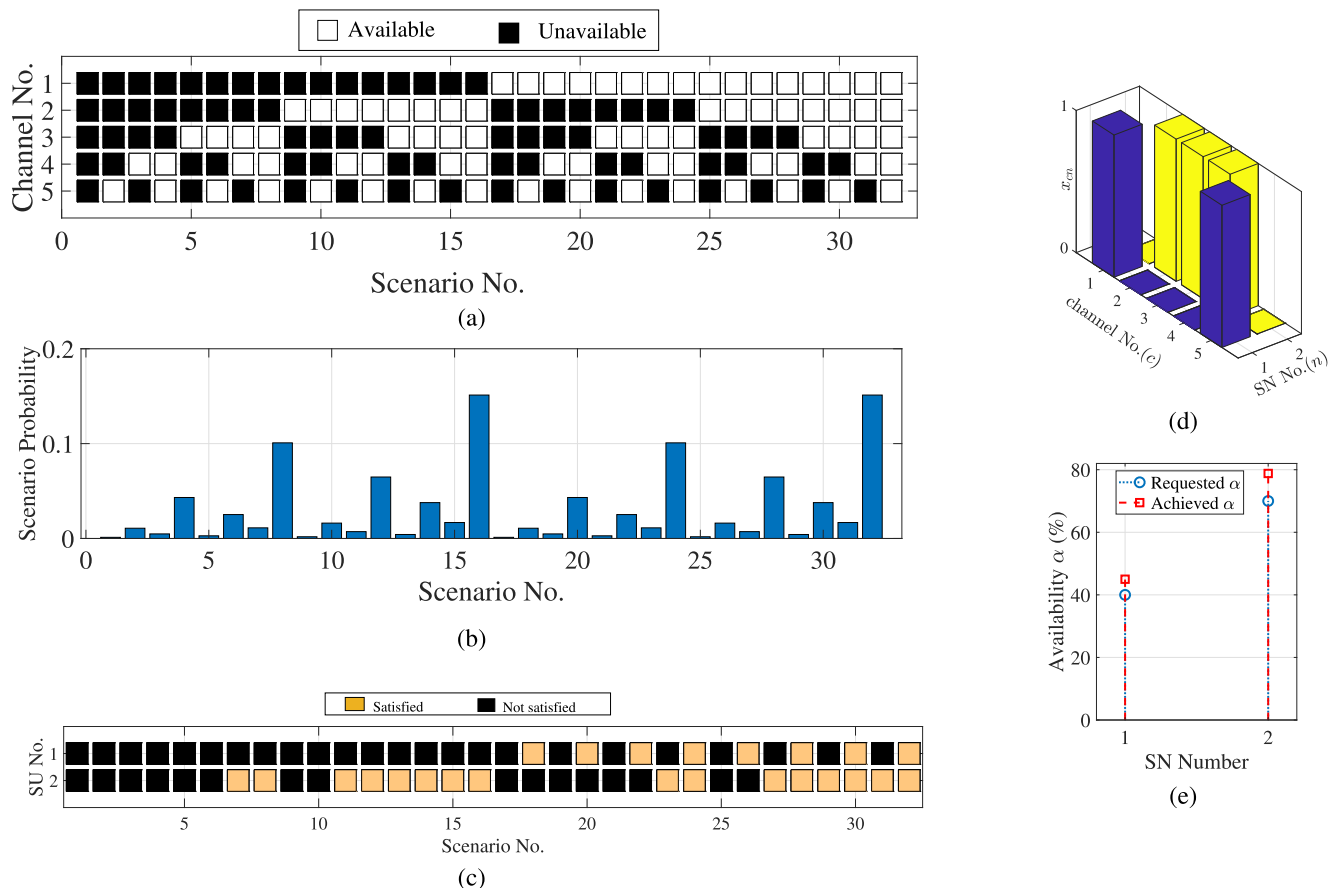 Available Unavailable
Channel No.
1
2
3
4
5
0 5 10 15 20 25 30
Scenario No.
(a)
Scenario Probability
0.2
0.1
0
0 5 10 15 20 25 30
Scenario No.
(b)
Satisfied Not satisfied
SU No.
1
2
5 10 15 20 25 30
Scenario No.
(c)
x_{cn}
1
0
1 2 3 4 5
channel No.(c)
1 2
SN No.(n)
(d)
Availability α (%)
80
60
40
20
0
Requested α
Achieved α
1 2
SN Number
(e)